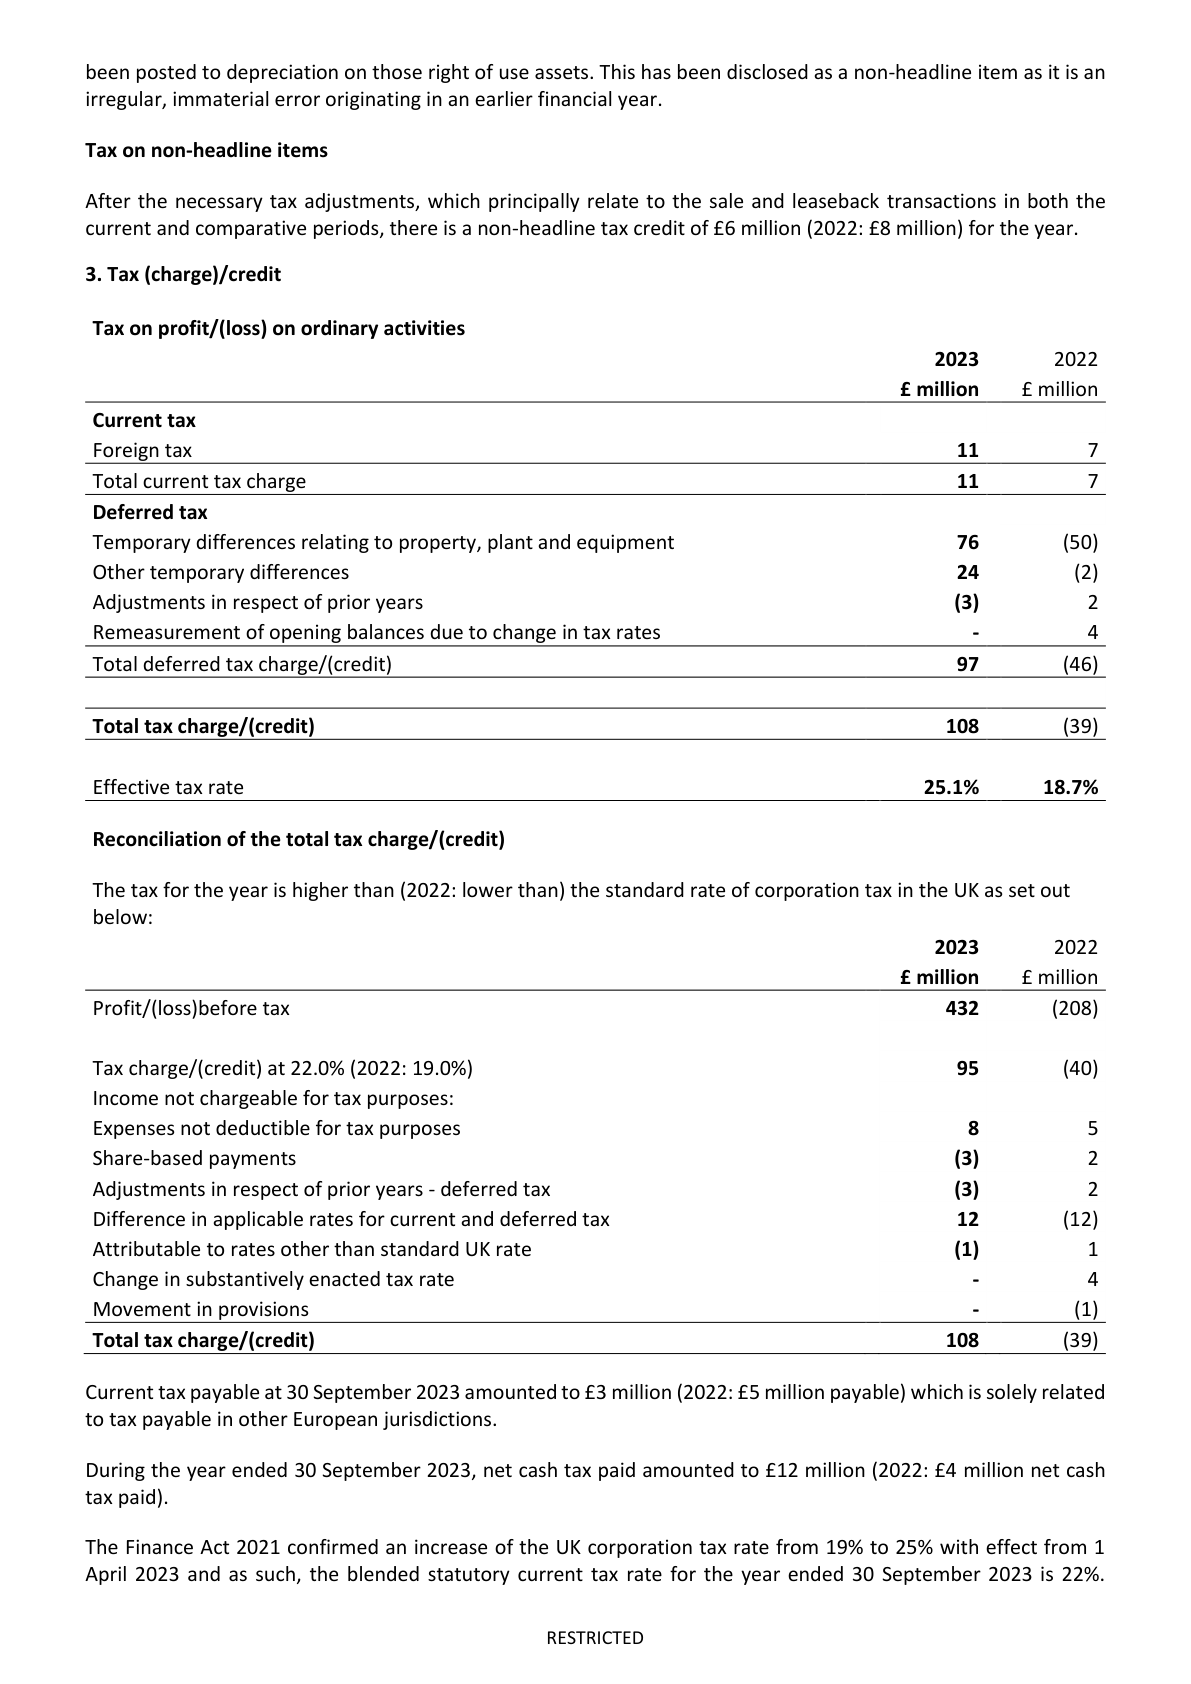 been posted to depreciation on those right of use assets. This has been disclosed as a non-headline item as it is an
irregular, immaterial error originating in an earlier financial year.
Tax on non-headline items
After the necessary tax adjustments, which principally relate to the sale and leaseback transactions in both the
current and comparative periods, there is a non-headline tax credit of £6 million (2022: £8 million) for the year.
3. Tax (charge)/credit
Tax on profit/(loss) on ordinary activities
2023 2022
£ million £ million
Current tax
Foreign tax 11 7
Total current tax charge 11 7
Deferred tax
Temporary differences relating to property, plant and equipment 76 (50)
Other temporary differences 24 (2)
Adjustments in respect of prior years (3) 2
Remeasurement of opening balances due to change in tax rates - 4
Total deferred tax charge/(credit) 97 (46)
Total tax charge/(credit) 108 (39)
Effective tax rate 25.1% 18.7%
Reconciliation of the total tax charge/(credit)
The tax for the year is higher than (2022: lower than) the standard rate of corporation tax in the UK as set out
below:
2023 2022
£ million £ million
Profit/(loss)before tax 432 (208)
Tax charge/(credit) at 22.0% (2022: 19.0%) 95 (40)
Income not chargeable for tax purposes:
Expenses not deductible for tax purposes 8 5
Share-based payments (3) 2
Adjustments in respect of prior years - deferred tax (3) 2
Difference in applicable rates for current and deferred tax 12 (12)
Attributable to rates other than standard UK rate (1) 1
Change in substantively enacted tax rate - 4
Movement in provisions - (1)
Total tax charge/(credit) 108 (39)
Current tax payable at 30 September 2023 amounted to £3 million (2022: £5 million payable) which is solely related
to tax payable in other European jurisdictions.
During the year ended 30 September 2023, net cash tax paid amounted to £12 million (2022: £4 million net cash
tax paid).
The Finance Act 2021 confirmed an increase of the UK corporation tax rate from 19% to 25% with effect from 1
April 2023 and as such, the blended statutory current tax rate for the year ended 30 September 2023 is 22%.
RESTRICTED